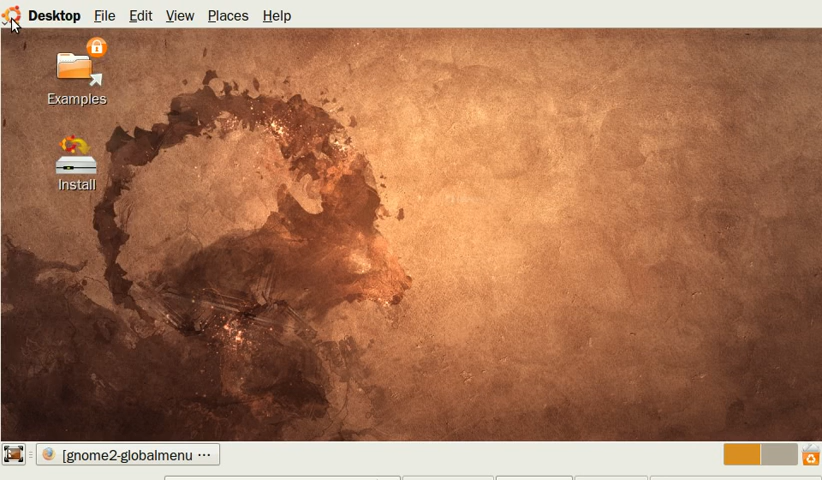 Desktop File Edit View Places Help
Examples
Install
[gnome2-globalmenu ···